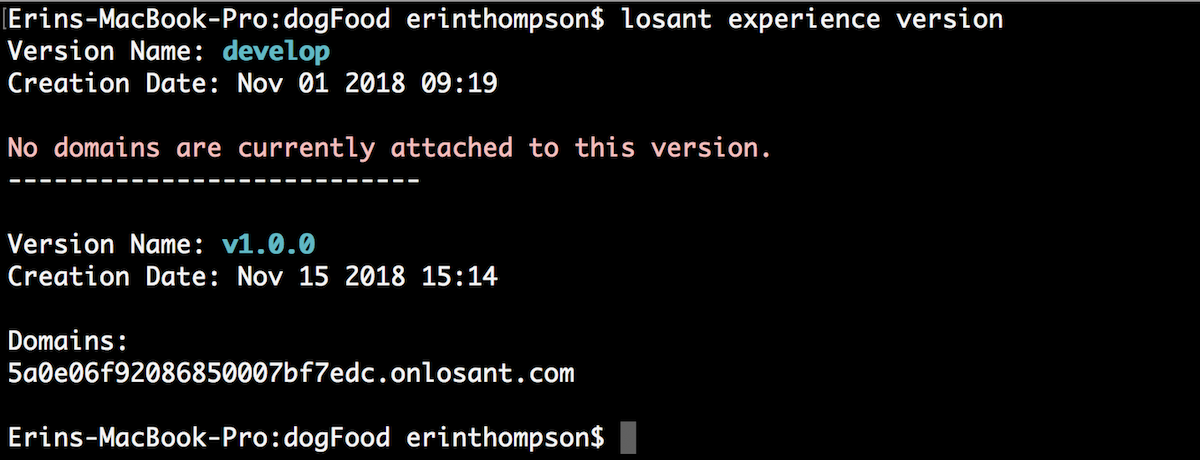 Erins-MacBook-Pro:dogFood erinthompson$ losant experience version
Version Name: develop
Creation Date: Nov 01 2018 09:19
No domains are currently attached to this version.
---------------------------
Version Name: v1.0.0
Creation Date: Nov 15 2018 15:14
Domains:
5a0e06f92086850007bf7edc.onlosant.com
Erins-MacBook-Pro:dogFood erinthompson$